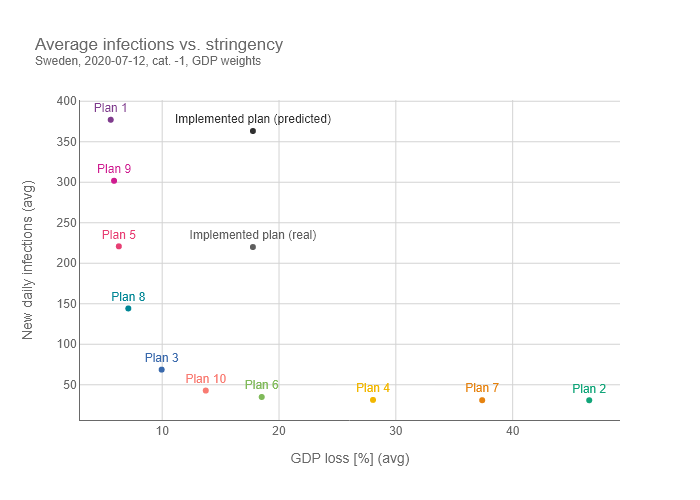 Average infections vs. stringency
Sweden, 2020-07-12, cat. -1, GDP weights
400
Plan 1
Implemented plan (predicted)
350
Plan 9
300
250
Plan 5
Implemented plan (real)
200
Plan 8
150
100
Plan 3
Plan 10
Plan 6
Plan 4
Plan 7
Plan 2
50
10
20
30
40
New daily infections (avg)
GDP loss [%] (avg)